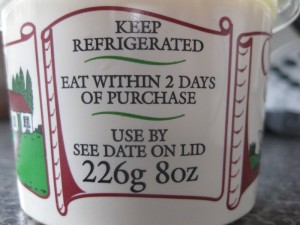 KEEP
REFRIGERATED
EAT WITHIN 2 DAYS
OF PURCHASE
USE BY
SEE DATE ON LID
226g 8oz